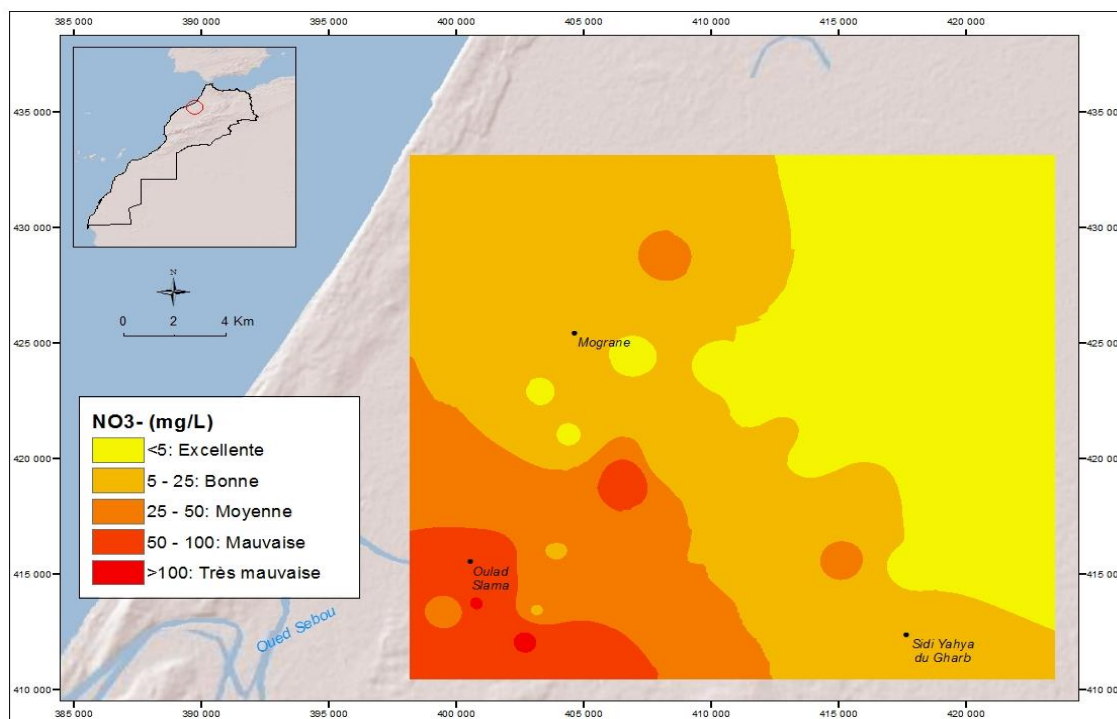 385 000 390 000 395 000 400 000 405 000 410 000 415 000 420 000
435 000 435 000
430 000 430 000
N
0 2 4 Km
425 000 425 000
Mograne
NO3- (mg/L)
<5: Excellente
5 - 25: Bonne
25 - 50: Moyenne
50 - 100: Mauvaise
>100: Très mauvaise
420 000 420 000
415 000 415 000
Oulad
Slama
Oued Sebou
Sidi Yahya
du Gharb
410 000 410 000
385 000 390 000 395 000 400 000 405 000 410 000 415 000 420 000